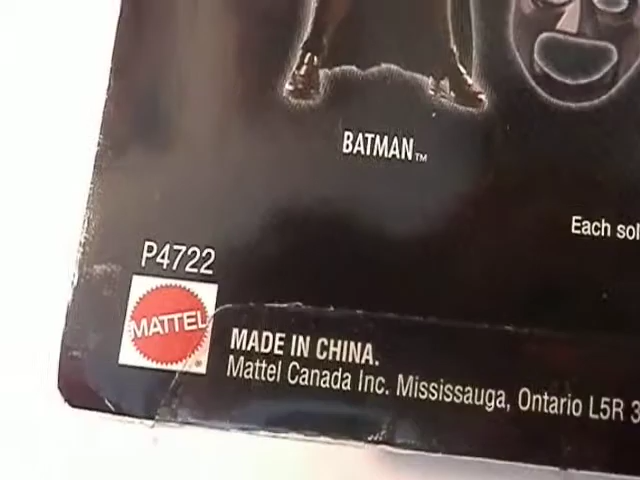 BATMAN™
Each sol
P4722
MATTEL
MADE IN CHINA.
Mattel Canada Inc. Mississauga, Ontario L5R 3